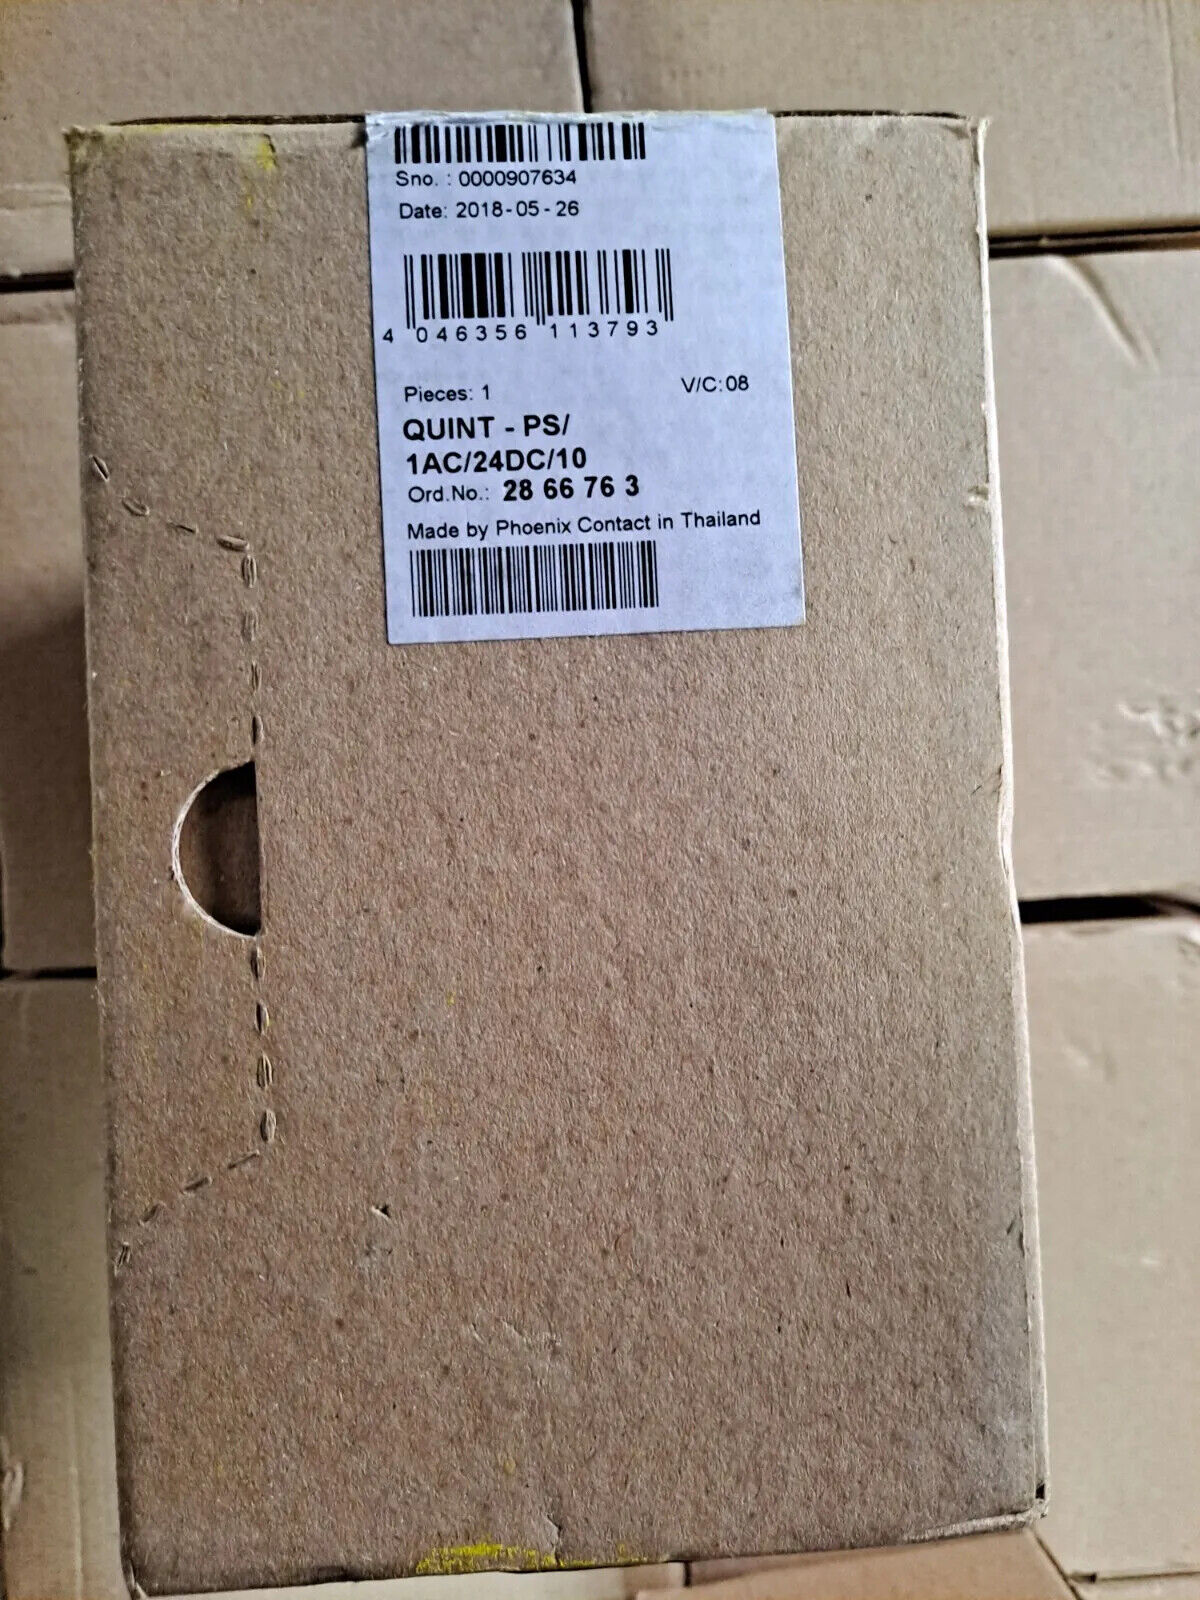 Sno. : 0000907634
Date: 2018-05-26
4 046356 113793
Pieces: 1 V/C:08
QUINT - PS/
1AC/24DC/10
Ord.No.: 28 66 76 3
Made by Phoenix Contact in Thailand